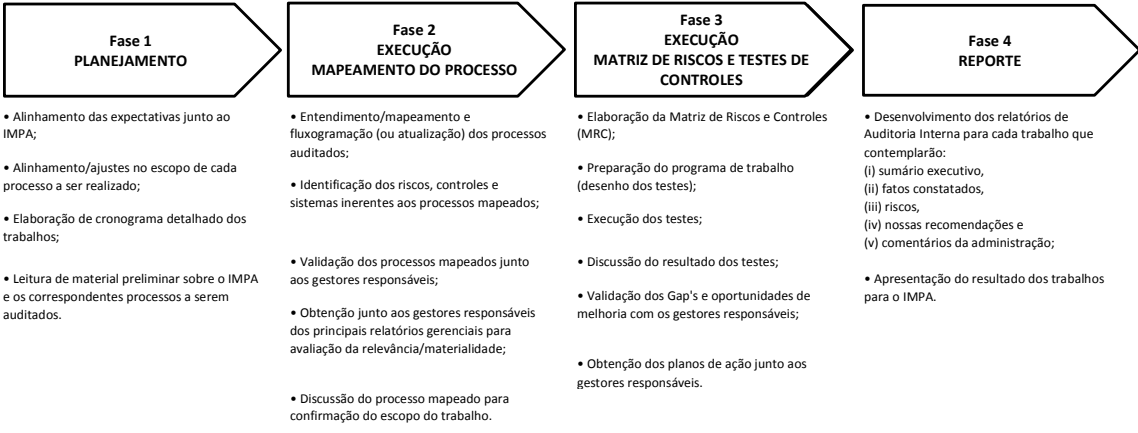 Fase 1
PLANEJAMENTO
• Alinhamento das expectativas junto ao
IMPA;
• Alinhamento/ajustes no escopo de cada
processo a ser realizado;
• Elaboração de cronograma detalhado dos
trabalhos;
• Leitura de material preliminar sobre o IMPA
e os correspondentes processos a serem
auditados.
Fase 2
EXECUÇÃO
MAPEAMENTO DO PROCESSO
• Entendimento/mapeamento e
fluxogramação (ou atualização) dos processos
auditados;
• Identificação dos riscos, controles e
sistemas inerentes aos processos mapeados;
• Validação dos processos mapeados junto
aos gestores responsáveis;
• Obtenção junto aos gestores responsáveis
dos principais relatórios gerenciais para
avaliação da relevância/materialidade;
• Discussão do processo mapeado para
confirmação do escopo do trabalho.
Fase 3
EXECUÇÃO
MATRIZ DE RISCOS E TESTES DE
CONTROLES
• Elaboração da Matriz de Riscos e Controles
(MRC);
• Preparação do programa de trabalho
(desenho dos testes);
• Execução dos testes;
• Discussão do resultado dos testes;
• Validação dos Gap's e oportunidades de
melhoria com os gestores responsáveis;
• Obtenção dos planos de ação junto aos
gestores responsáveis.
Fase 4
REPORTE
• Desenvolvimento dos relatórios de
Auditoria Interna para cada trabalho que
contemplarão:
(i) sumário executivo,
(ii) fatos constatados,
(iii) riscos,
(iv) nossas recomendações e
(v) comentários da administração;
• Apresentação do resultado dos trabalhos
para o IMPA.